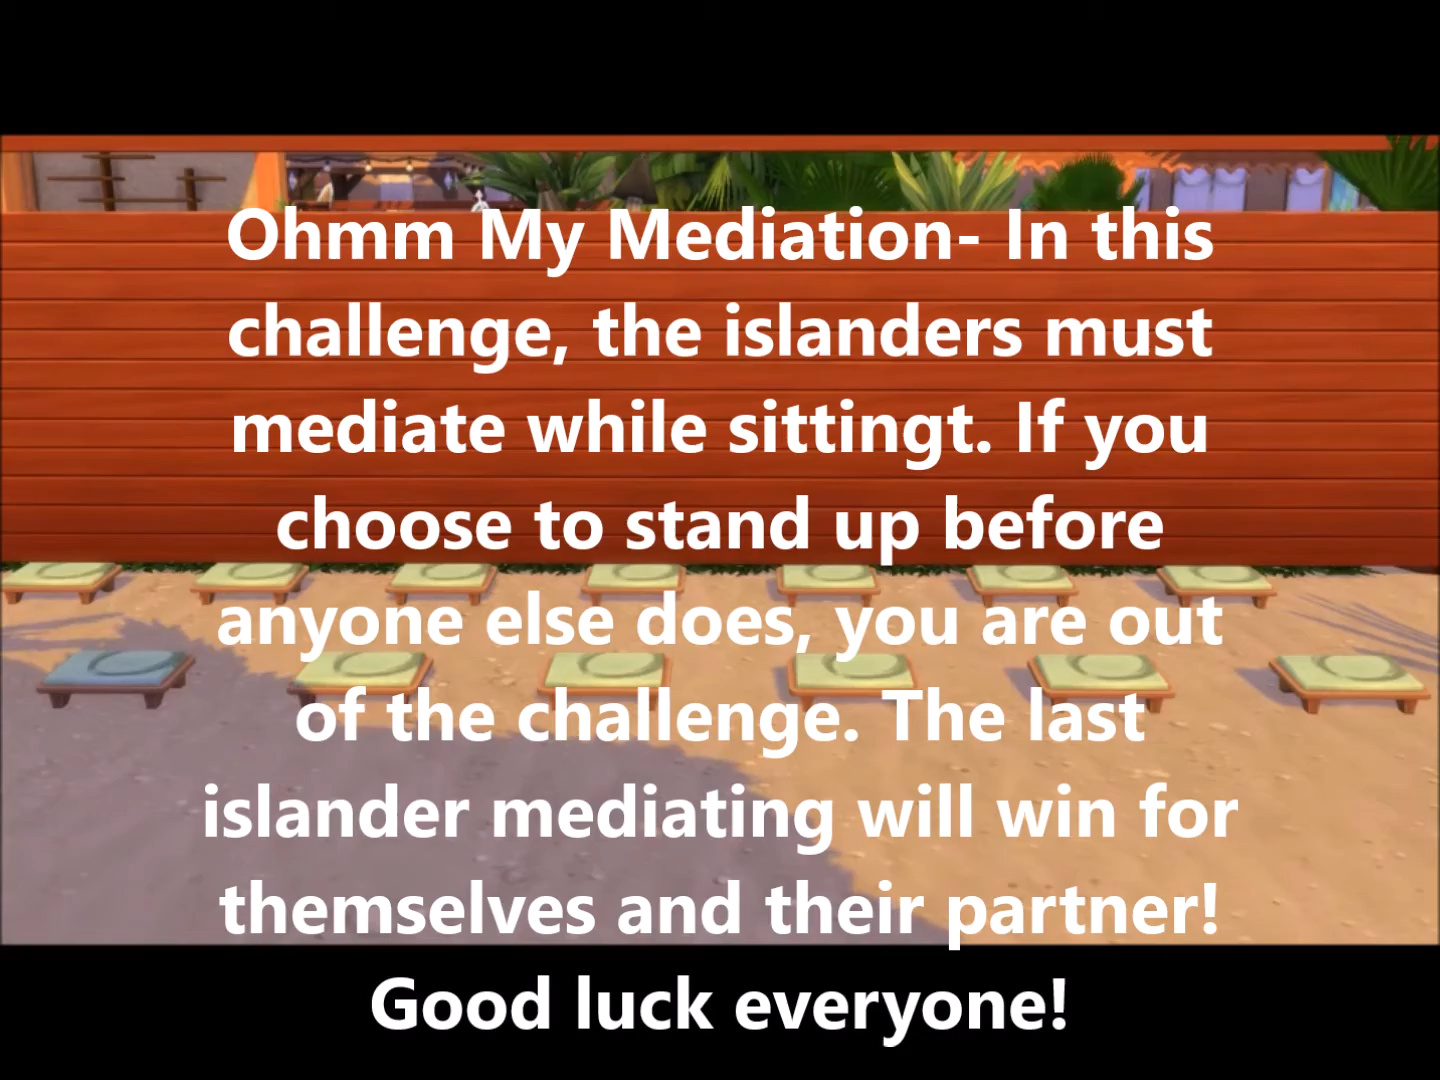 Ohmm My Mediation- In this
challenge, the islanders must
mediate while sittingt. If you
choose to stand up before
anyone else does, you are out
of the challenge. The last
islander mediating will win for
themselves and their partner!
Good luck everyone!